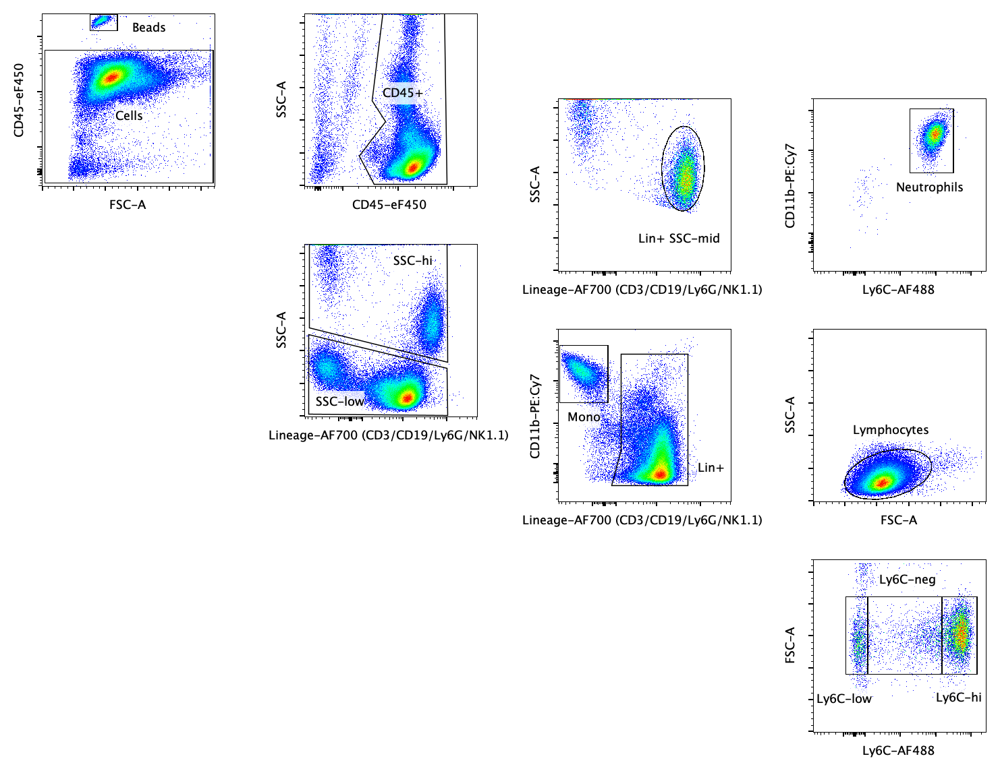 Beads
Cells
CD45-eF450
FSC-A
CD45+
SSC-A
CD45-eF450
Lin+ SSC-mid
SSC-A
Lineage-AF700 (CD3/CD19/Ly6G/NK1.1)
Neutrophils
CD11b-PE:Cy7
Ly6C-AF488
SSC-hi
SSC-low
SSC-A
Lineage-AF700 (CD3/CD19/Ly6G/NK1.1)
Mono
Lin+
CD11b-PE:Cy7
Lineage-AF700 (CD3/CD19/Ly6G/NK1.1)
Lymphocytes
SSC-A
FSC-A
Ly6C-neg
Ly6C-low
Ly6C-hi
FSC-A
Ly6C-AF488